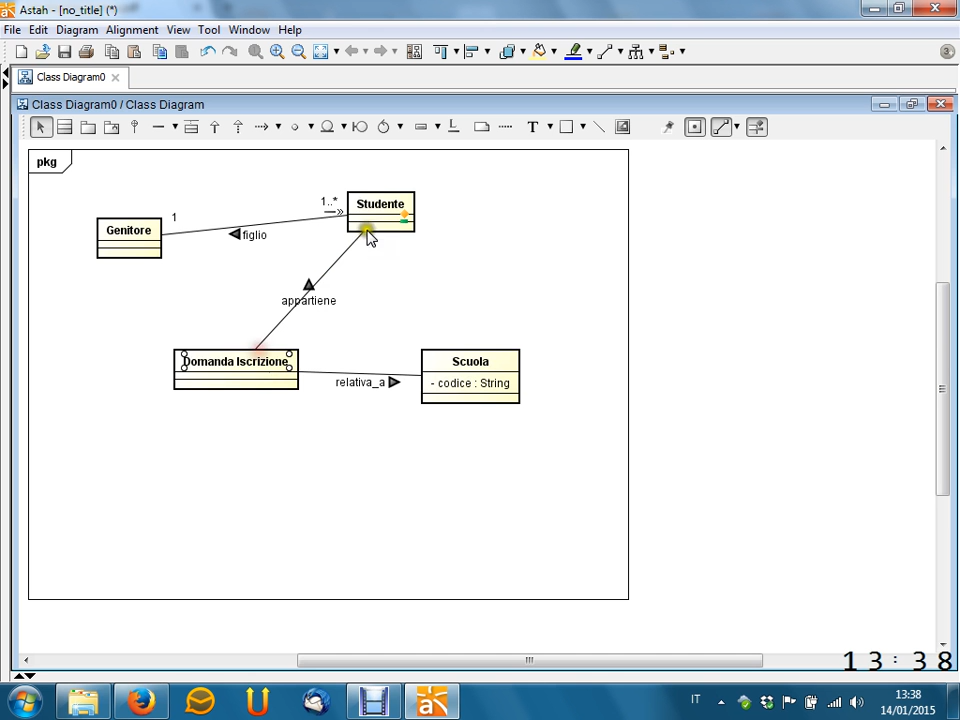 Astah - [no_title] (*)
File Edit Diagram Alignment View Tool Window Help
Class Diagram0
Class Diagram0 / Class Diagram
T
pkg
Studente
1..*
1
Genitore
figlio
appartiene
Domanda Iscrizione
Scuola
- codice : String
relativa_a
13:38
IT
13:38
14/01/2015